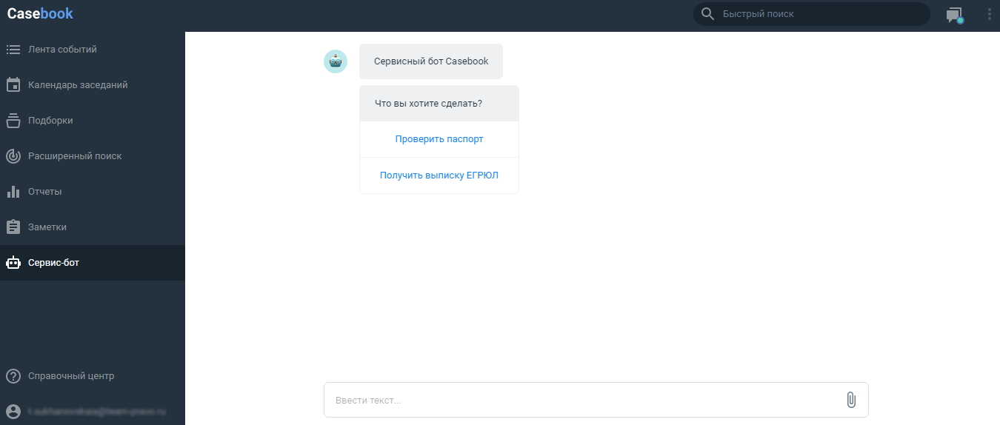 Casebook
Быстрый поиск
Лента событий
Календарь заседаний
Подборки
Расширенный поиск
Отчеты
Заметки
Сервис-бот
Справочный центр
Сервисный бот Casebook
Что вы хотите сделать?
Проверить паспорт
Получить выписку ЕГРЮЛ
Ввести текст...